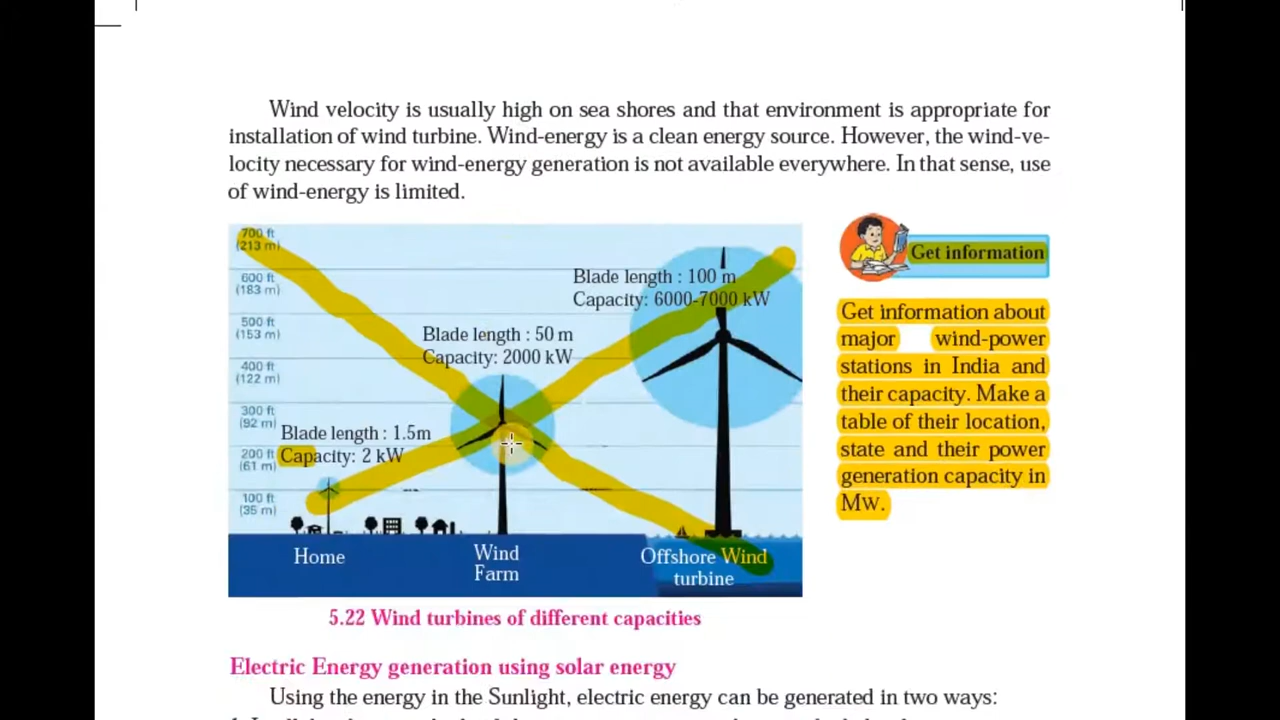 Wind velocity is usually high on sea shores and that environment is appropriate for
installation of wind turbine. Wind-energy is a clean energy source. However, the wind-ve-
locity necessary for wind-energy generation is not available everywhere. In that sense, use
of wind-energy is limited.
700 ft
(213 m)
600 ft
(183 m)
500 ft
(153 m)
400 ft
(122 m)
300 ft
(92 m)
200 ft
(61 m)
100 ft
(35 m)
Blade length : 1.5m
Capacity: 2 kW
Blade length : 50 m
Capacity: 2000 kW
Blade length : 100 m
Capacity: 6000-7000 kW
Home
Wind
Farm
Offshore Wind
turbine
5.22 Wind turbines of different capacities
Get information
Get information about
major wind-power
stations in India and
their capacity. Make a
table of their location,
state and their power
generation capacity in
Mw.
Electric Energy generation using solar energy
Using the energy in the Sunlight, electric energy can be generated in two ways: